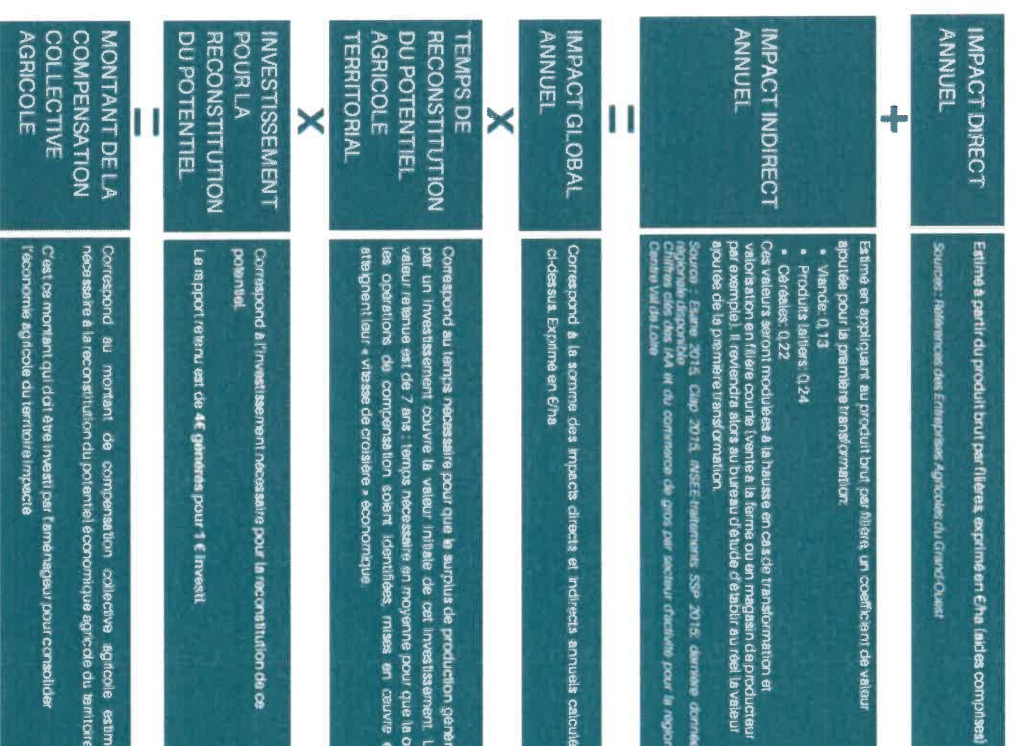 IMPACT DIRECT
ANNUEL
Estimé à partir du produit brut par filières, exprimé en €/ha (aides comprises)
Sources: Références des Entreprises Agricoles du Grand Ouest
+
IMPACT INDIRECT
ANNUEL
Estimé en appliquant au produit brut par filière, un coefficient de valeur
ajoutée pour la première transformation:
• Viande: 0,13
• Produits laitiers: 0,24
• Céréales: 0,22
Ces valeurs seront modulées à la hausse en cas de transformation et
valorisation en filière courte (vente à la ferme ou en magasin de producteur
par exemple). Il reviendra alors au bureau d'étude d'établir au réel la valeur
ajoutée de la première transformation.
Source : Esane 2015, Clap 2015, INSEE-traitements SSP 2015; dernière donnée
régionale disponible
Chiffres clés des IAA et du commerce de gros par secteur d'activité pour la région
Centre Val de Loire
=
IMPACT GLOBAL
ANNUEL
Correspond à la somme des impacts directs et indirects annuels calculé
ci-dessus. Exprimé en €/ha
X
TEMPS DE
RECONSTITUTION
DU POTENTIEL
AGRICOLE
TERRITORIAL
Correspond au temps nécessaire pour que le surplus de production génér
par un investissement couvre la valeur initiale de cet investissement. L
valeur retenue est de 7 ans : temps nécessaire en moyenne pour que la o
les opérations de compensation soient identifiées, mises en œuvre e
atteignent leur « vitesse de croisière » économique.
X
INVESTISSEMENT
POUR LA
RECONSTITUTION
DU POTENTIEL
Correspond à l'investissement nécessaire pour la reconstitution de ce
potentiel.
Le rapport retenu est de 4€ générés pour 1€ investi.
=
MONTANT DE LA
COMPENSATION
COLLECTIVE
AGRICOLE
Correspond au montant de compensation collective agricole estim
nécessaire à la reconstitution du potentiel économique agricole du territoire
C'est ce montant qui doit être investi par l'aménageur pour consolider
l'économie agricole du territoire impacté